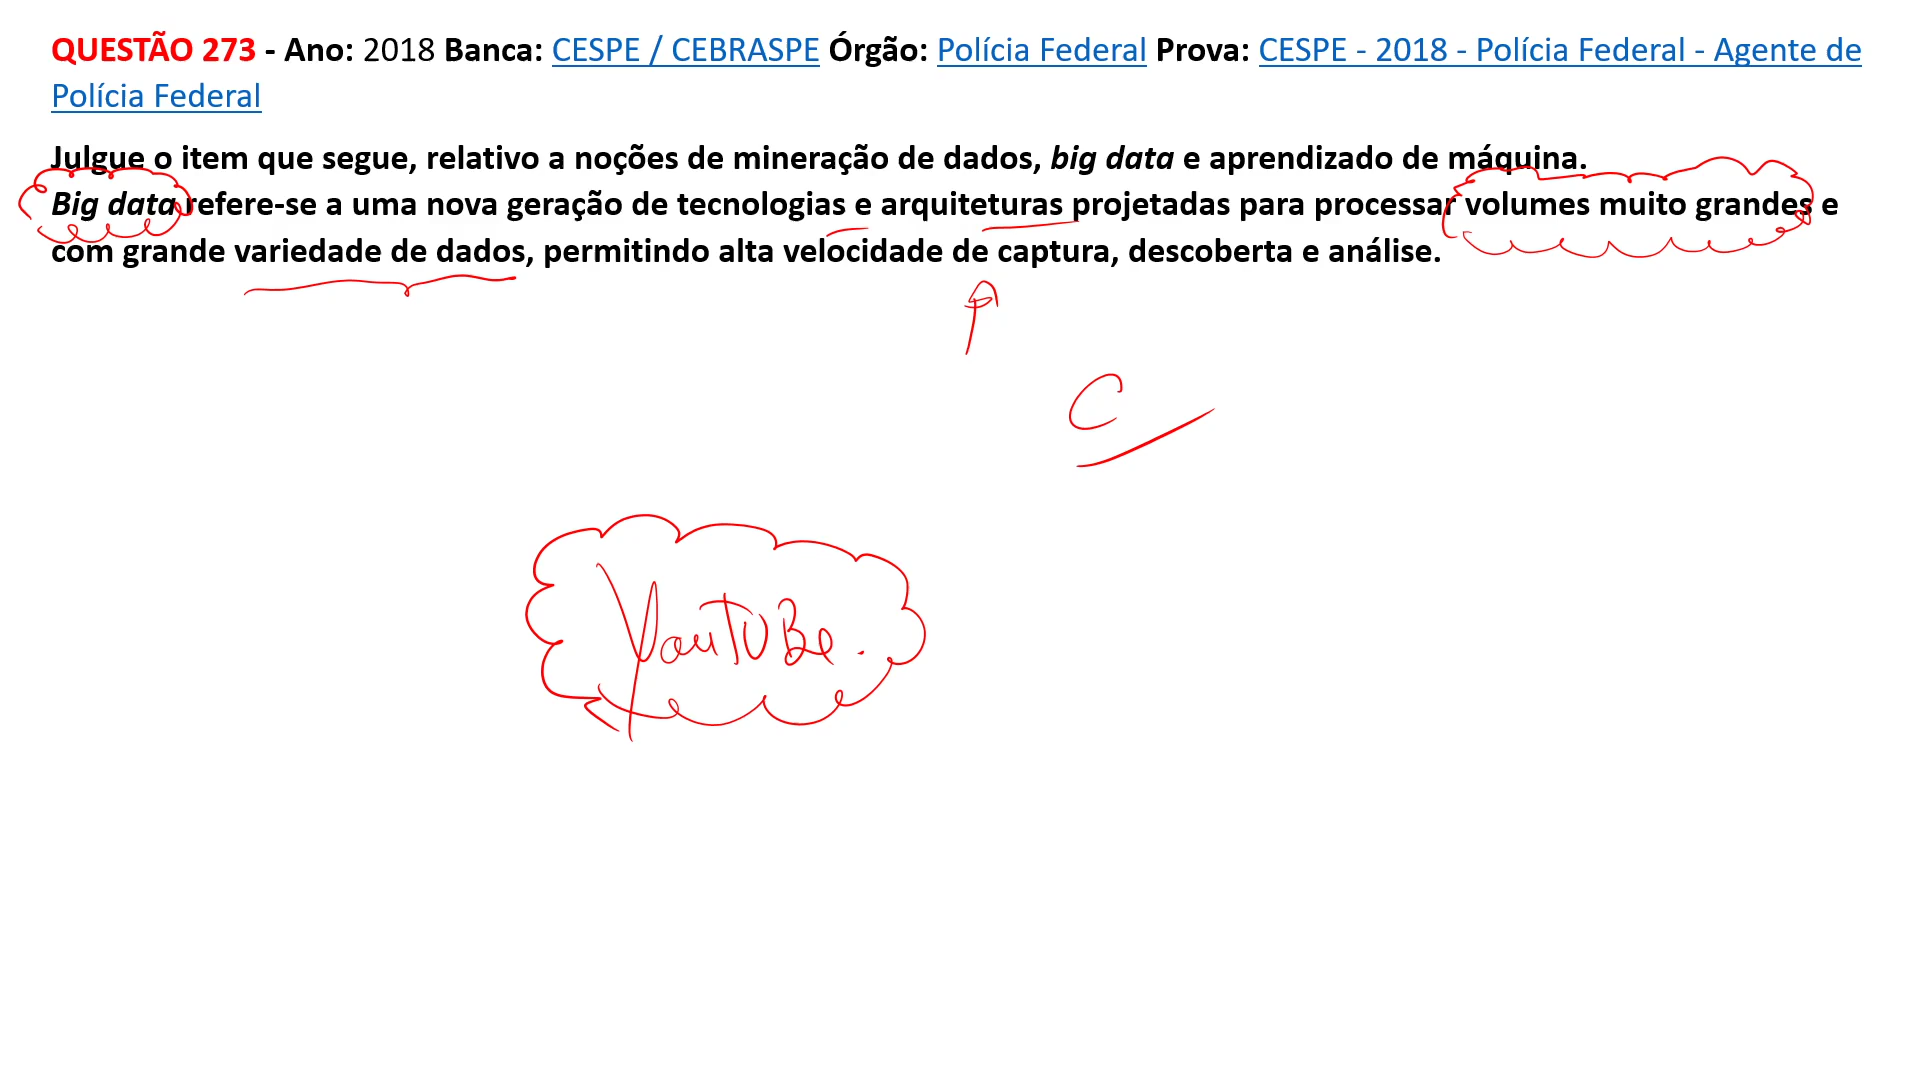 QUESTÃO 273 - Ano: 2018 Banca: CESPE / CEBRASPE Órgão: Polícia Federal Prova: CESPE - 2018 - Polícia Federal - Agente de
Polícia Federal
Julgue o item que segue, relativo a noções de mineração de dados, big data e aprendizado de máquina.
Big data refere-se a uma nova geração de tecnologias e arquiteturas projetadas para processar volumes muito grandes e
com grande variedade de dados, permitindo alta velocidade de captura, descoberta e análise.
C
YouTUBe.